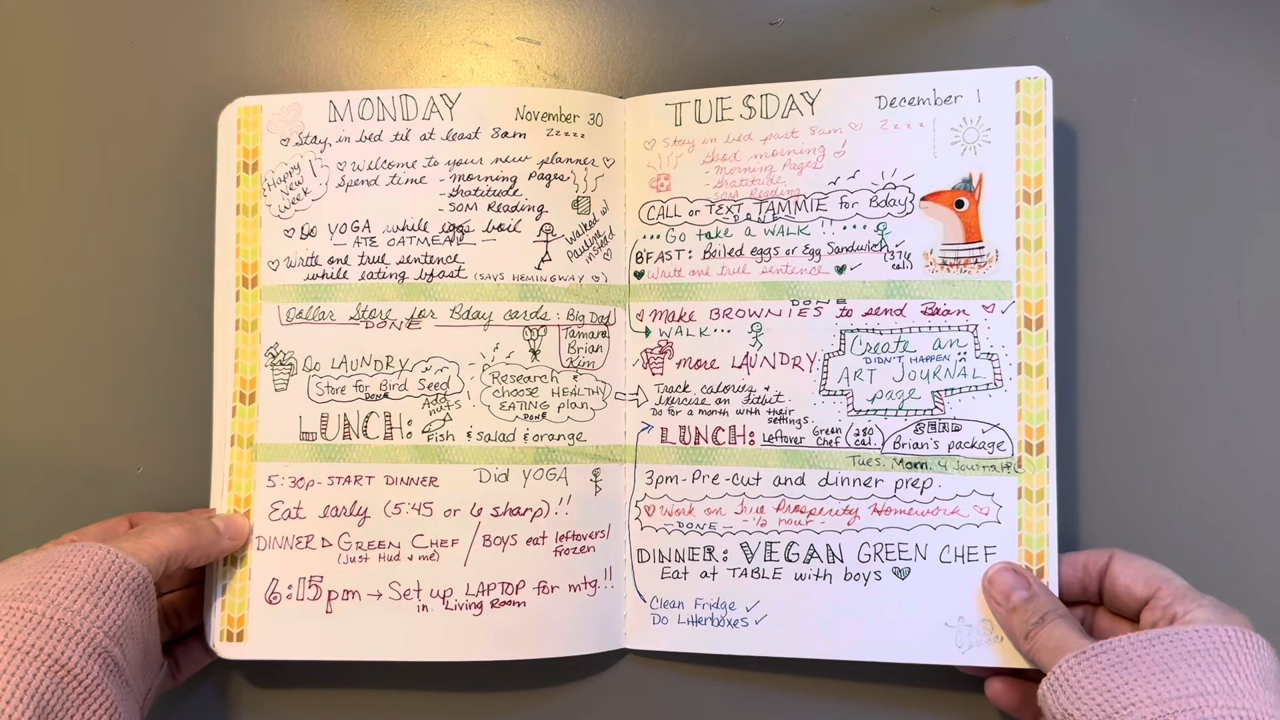 MONDAY
November 30
♡ Stay in bed til at least 8am Zzzzz
Happy New Week!
♡ Welcome to your new planner ♡
Spend time - Morning Pages
- Gratitude
- SOM Reading
♡ Do YOGA while eggs boil
— ATE OATMEAL —
Walked w/ Pauline instead ♡
♡ Write one true sentence
while eating bfast (SAYS HEMINGWAY ♡)
Dollar Store for Bday cards: Big Dad
DONE
Tamara
Brian
Kim
Do LAUNDRY
Store for Bird Seed
DONE
Research &
choose HEALTHY
EATING plan
DONE
Add nuts
LUNCH: Fish & salad & orange
Did YOGA
5:30p-START DINNER
Eat early (5:45 or 6 sharp)!!
DINNER GREEN CHEF / BOYS eat leftovers/
(Just Hud & me) frozen
6:15pm → Set up LAPTOP for mtg.!!
in Living Room
TUESDAY
December 1
♡ Stay in bed past 8am ♡ Zzzz
Good morning!
- Morning Pages ♡
- Gratitude
- SOM Reading
CALL or TEXT TAMMIE for Bday
DONE
... Go take a WALK !! ...
B'FAST: Boiled eggs or Egg Sandwich ✓
(376 cal.)
♥ Write one true sentence ♥ ✓
DONE
♡ Make BROWNIES to send Brian ♡ ✓
WALK...
more LAUNDRY
Create an
DIDN'T HAPPEN
ART JOURNAL
page
Track calories &
Exercise on Fitbit.
Do for a month with their
settings.
LUNCH: Leftover Green Chef (280 cal.)
SEND ✓
Brian's package
Tues. Morn. 4 Journal
3pm-Pre-cut and dinner prep.
♡ Work on True Prosperity Homework ♡
— DONE — - ½ hour -
DINNER: VEGAN GREEN CHEF
Eat at TABLE with boys ♥
Clean Fridge ✓
Do Litterboxes ✓